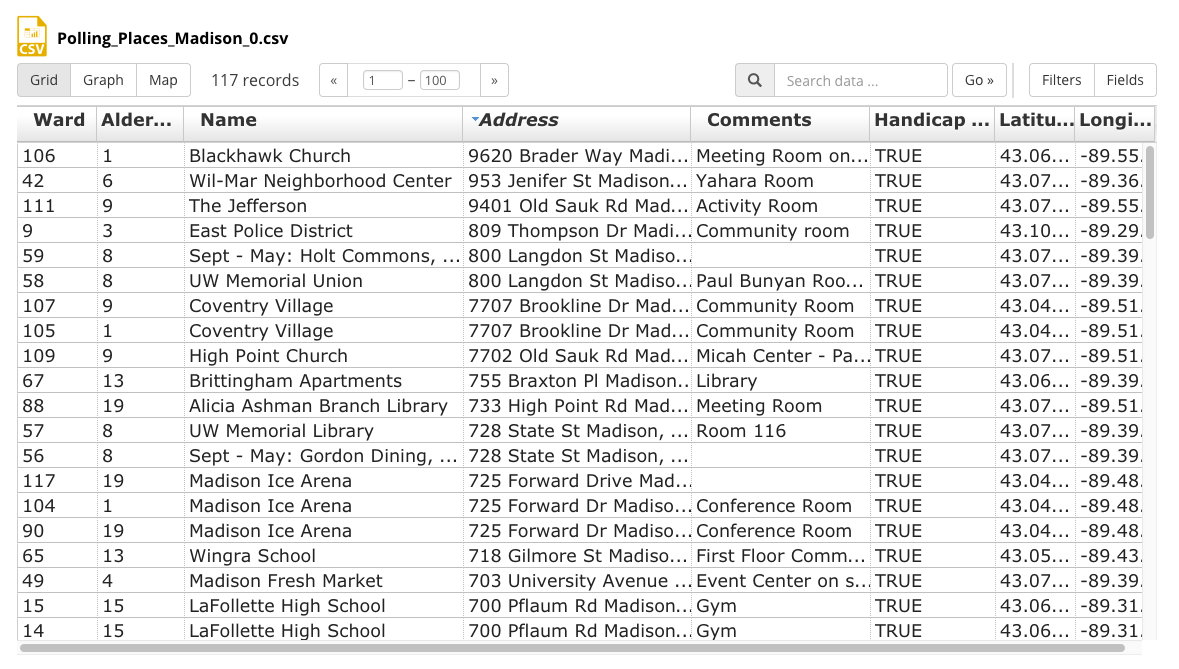 CSV
Polling_Places_Madison_0.csv
Grid Graph Map 117 records « 1 – 100 » Search data ... Go » Filters Fields
Ward Alder... Name Address Comments Handicap ... Latitu... Longi...
106 1 Blackhawk Church 9620 Brader Way Madi... Meeting Room on... TRUE 43.06... -89.55.
42 6 Wil-Mar Neighborhood Center 953 Jenifer St Madison... Yahara Room TRUE 43.07... -89.36.
111 9 The Jefferson 9401 Old Sauk Rd Mad... Activity Room TRUE 43.07... -89.55.
9 3 East Police District 809 Thompson Dr Madi... Community room TRUE 43.10... -89.29.
59 8 Sept - May: Holt Commons, ... 800 Langdon St Madiso... TRUE 43.07... -89.39.
58 8 UW Memorial Union 800 Langdon St Madiso... Paul Bunyan Roo... TRUE 43.07... -89.39.
107 9 Coventry Village 7707 Brookline Dr Mad... Community Room TRUE 43.04... -89.51.
105 1 Coventry Village 7707 Brookline Dr Mad... Community Room TRUE 43.04... -89.51.
109 9 High Point Church 7702 Old Sauk Rd Mad... Micah Center - Pa... TRUE 43.07... -89.51.
67 13 Brittingham Apartments 755 Braxton Pl Madison... Library TRUE 43.06... -89.39.
88 19 Alicia Ashman Branch Library 733 High Point Rd Mad... Meeting Room TRUE 43.07... -89.51.
57 8 UW Memorial Library 728 State St Madison, ... Room 116 TRUE 43.07... -89.39.
56 8 Sept - May: Gordon Dining, ... 728 State St Madison, ... TRUE 43.07... -89.39.
117 19 Madison Ice Arena 725 Forward Drive Mad... TRUE 43.04... -89.48.
104 1 Madison Ice Arena 725 Forward Dr Madiso... Conference Room TRUE 43.04... -89.48.
90 19 Madison Ice Arena 725 Forward Dr Madiso... Conference Room TRUE 43.04... -89.48.
65 13 Wingra School 718 Gilmore St Madiso... First Floor Comm... TRUE 43.05... -89.43.
49 4 Madison Fresh Market 703 University Avenue ... Event Center on s... TRUE 43.07... -89.39.
15 15 LaFollette High School 700 Pflaum Rd Madison... Gym TRUE 43.06... -89.31.
14 15 LaFollette High School 700 Pflaum Rd Madison... Gym TRUE 43.06... -89.31.